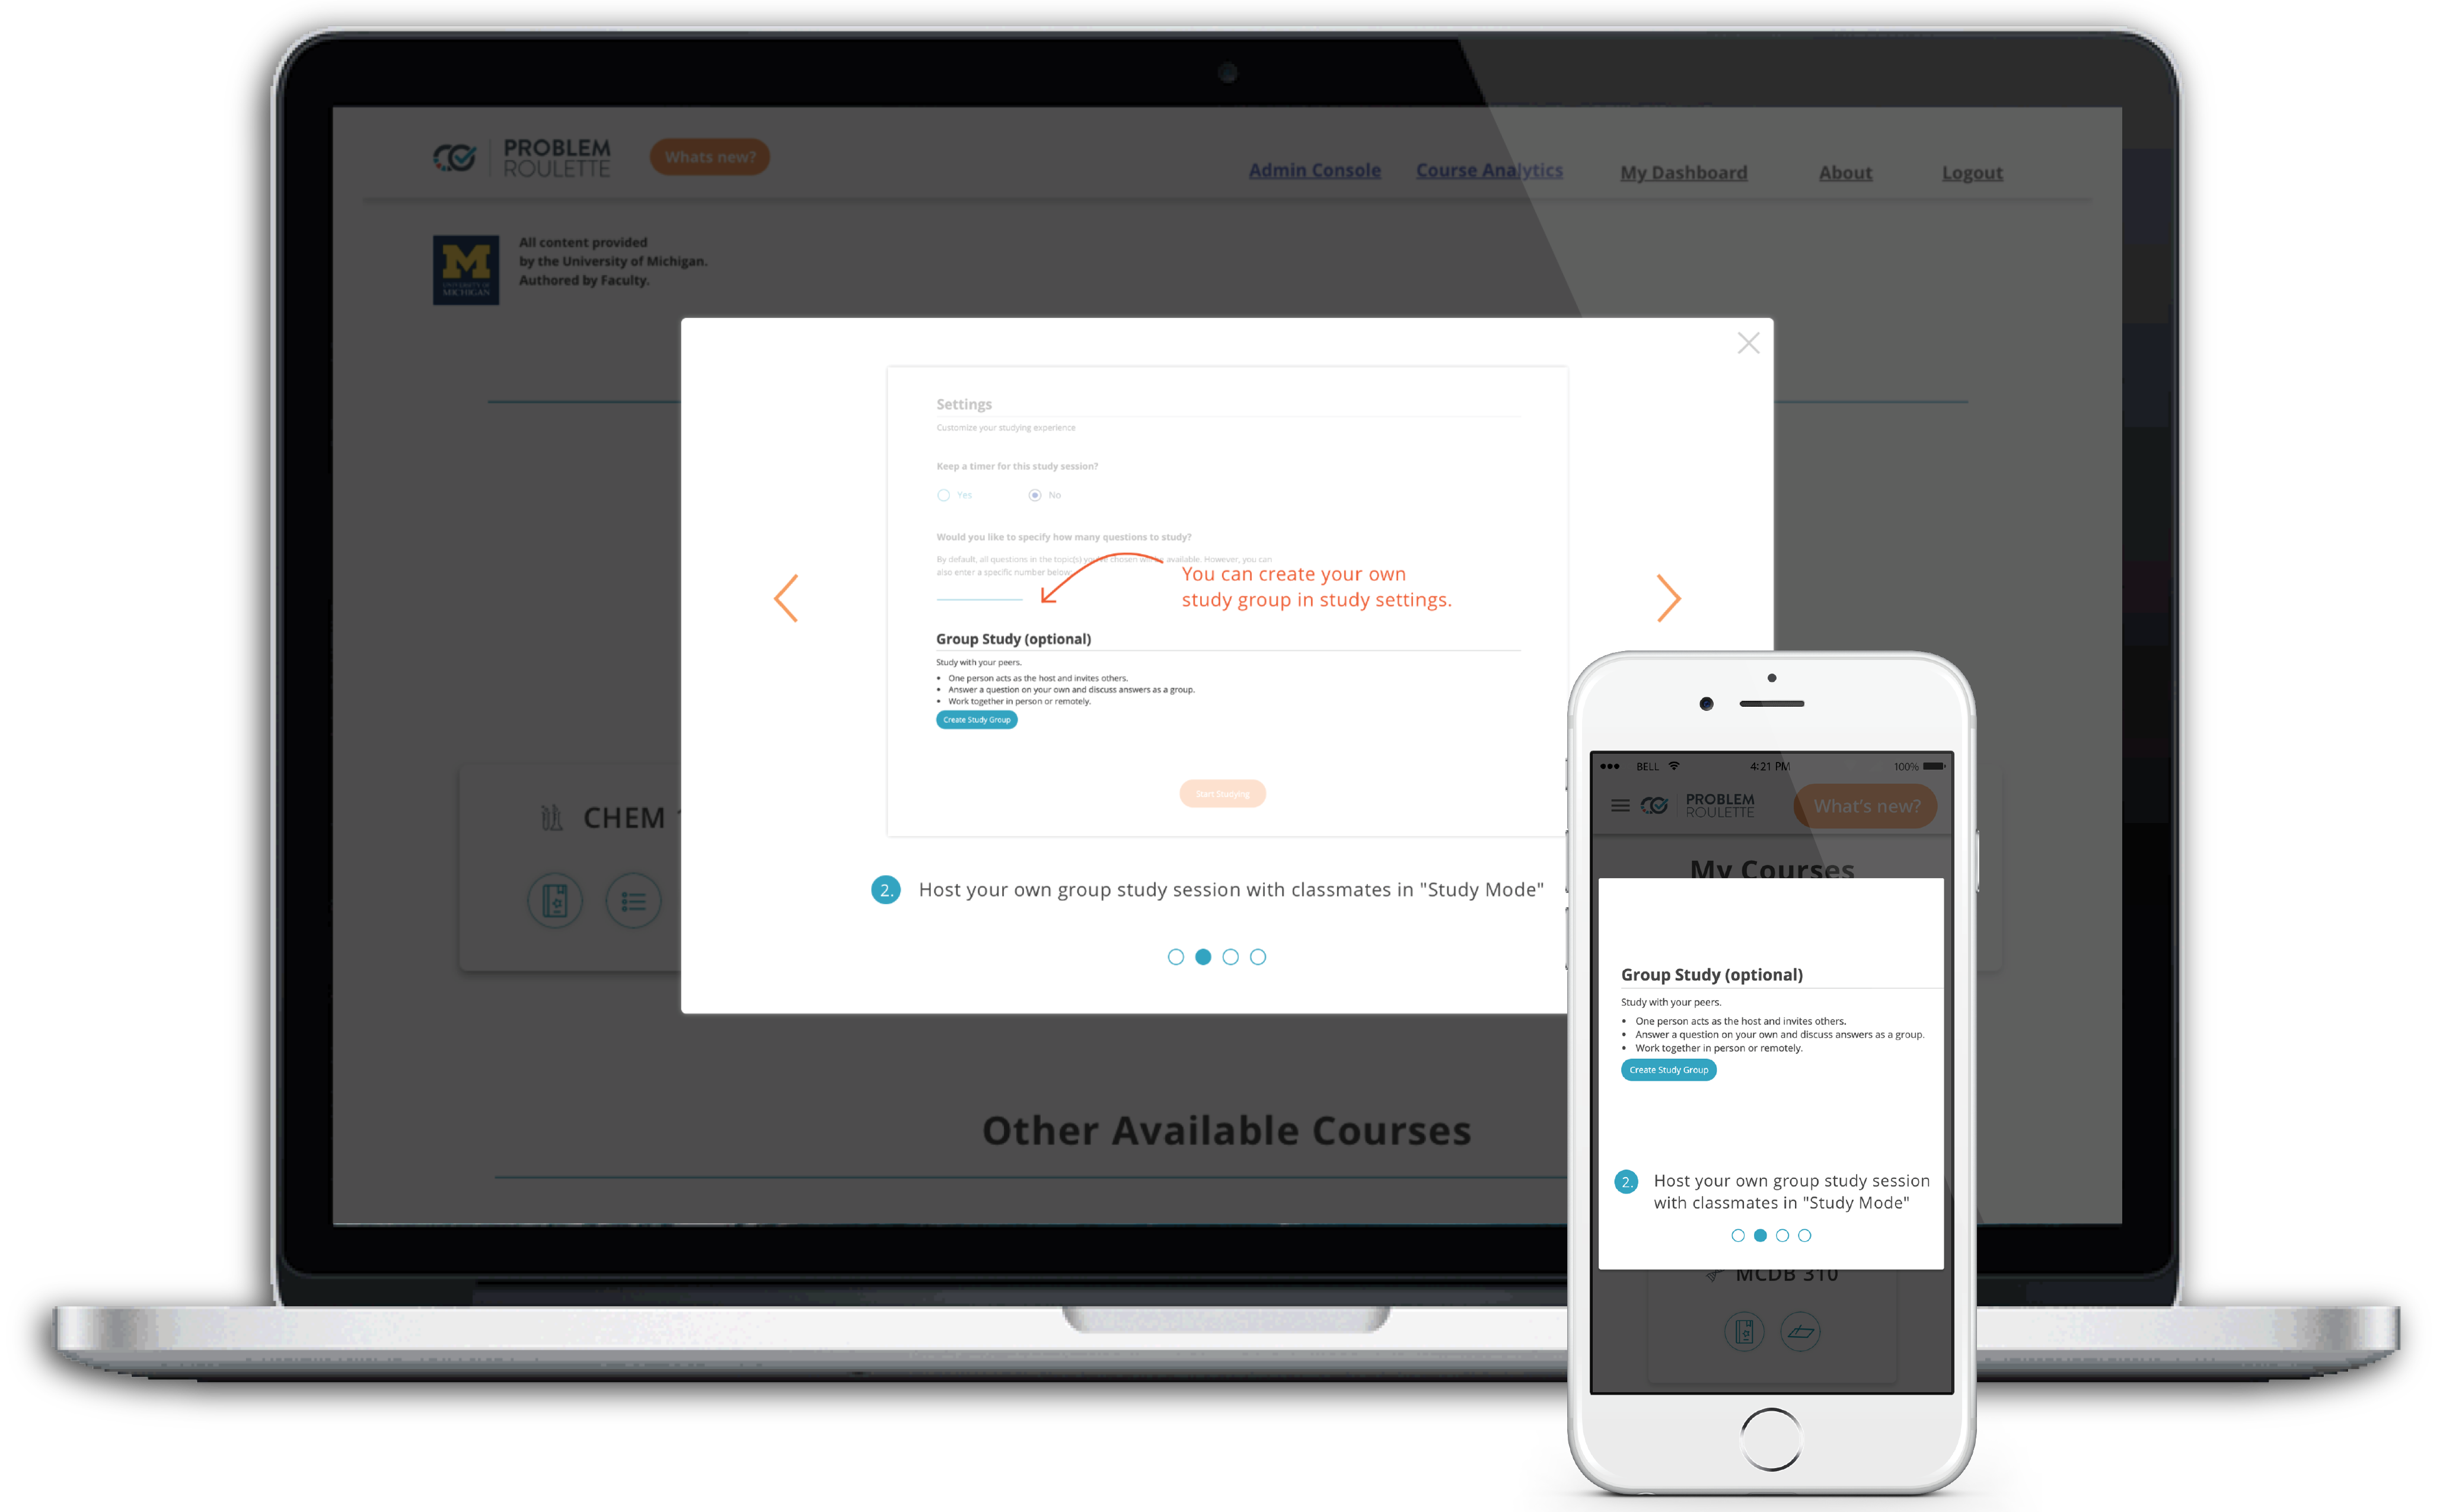 PROBLEM
ROULETTE
Whats new?
Admin Console
Course Analytics
My Dashboard
About
Logout
M
UNIVERSITY OF
MICHIGAN
All content provided
by the University of Michigan.
Authored by Faculty.
Settings
Customize your studying experience
Keep a timer for this study session?
Yes
No
Would you like to specify how many questions to study?
By default, all questions in the topic(s) chosen will be available. However, you can
also enter a specific number below.
You can create your own
study group in study settings.
Group Study (optional)
Study with your peers.
• One person acts as the host and invites others.
• Answer a question on your own and discuss answers as a group.
• Work together in person or remotely.
Create Study Group
Start Studying
2. Host your own group study session with classmates in "Study Mode"
CHEM
Other Available Courses
BELL
4:21 PM
100%
PROBLEM
ROULETTE
What's new?
My Courses
Group Study (optional)
Study with your peers.
• One person acts as the host and invites others.
• Answer a question on your own and discuss answers as a group.
• Work together in person or remotely.
Create Study Group
2. Host your own group study session
with classmates in "Study Mode"
MCDB 310